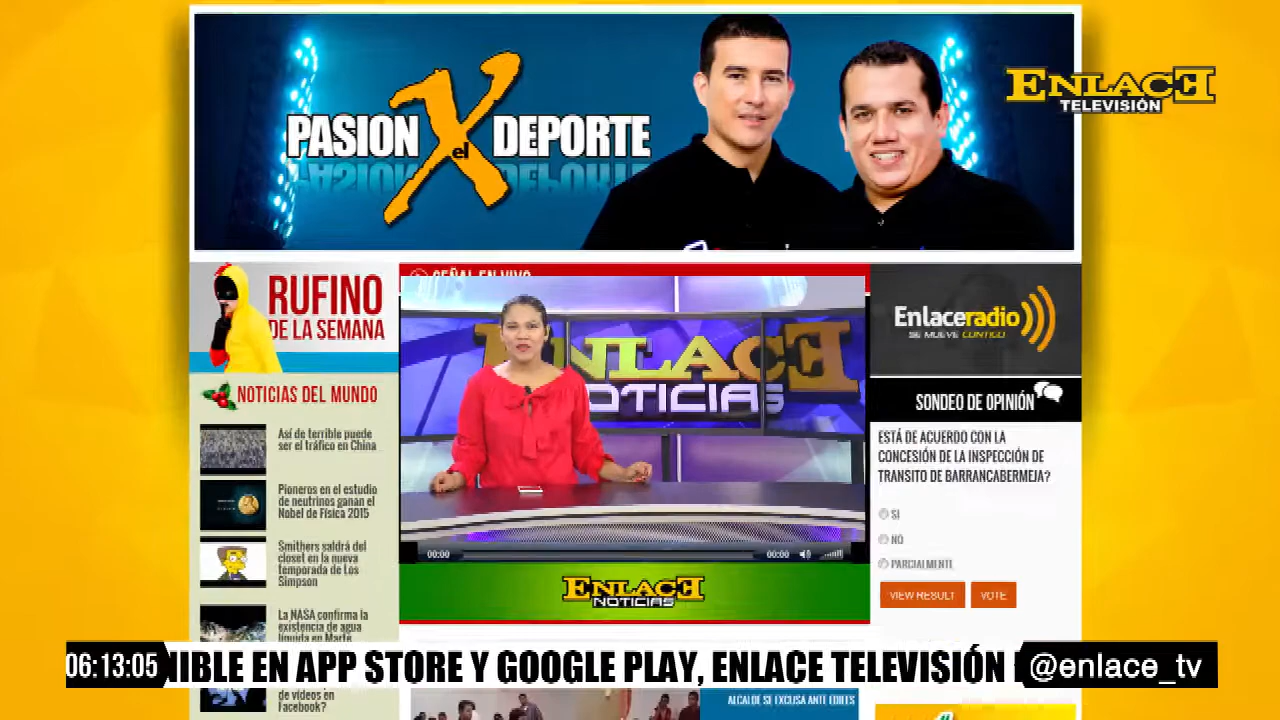 PASION
X
el
DEPORTE
ENLACE
TELEVISIÓN
RUFINO
DE LA SEMANA
SEÑAL EN VIVO
ENLACE
NOTICIAS
Enlaceradio
SE MUEVE CONTIGO
NOTICIAS DEL MUNDO
Así de terrible puede
ser el tráfico en China
Pioneros en el estudio
de neutrinos ganan el
Nobel de Física 2015
Smithers saldrá del
closet en la nueva
temporada de Los
Simpson
La NASA confirma la
existencia de agua
líquida en Marte
de vídeos en
Facebook?
00:00
00:00
ENLACE
NOTICIAS
SONDEO DE OPINIÓN
ESTÁ DE ACUERDO CON LA
CONCESIÓN DE LA INSPECCIÓN DE
TRANSITO DE BARRANCABERMEJA?
SI
NO
PARCIALMENTE
VIEW RESULT
VOTE
06:13:05
NIBLE EN APP STORE Y GOOGLE PLAY, ENLACE TELEVISIÓN
@enlace_tv
ALCALDE SE EXCUSA ANTE EDILES